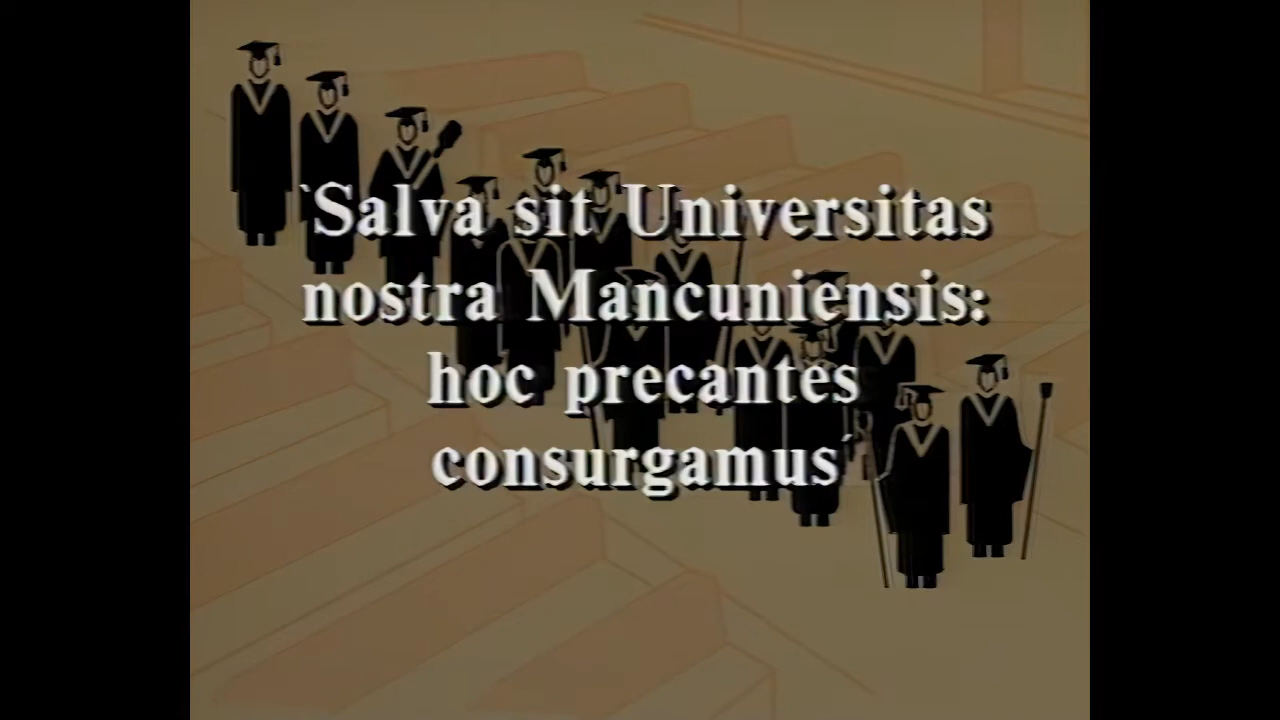 `Salva sit Universitas
nostra Mancuniensis:
hoc precantes
consurgamus´